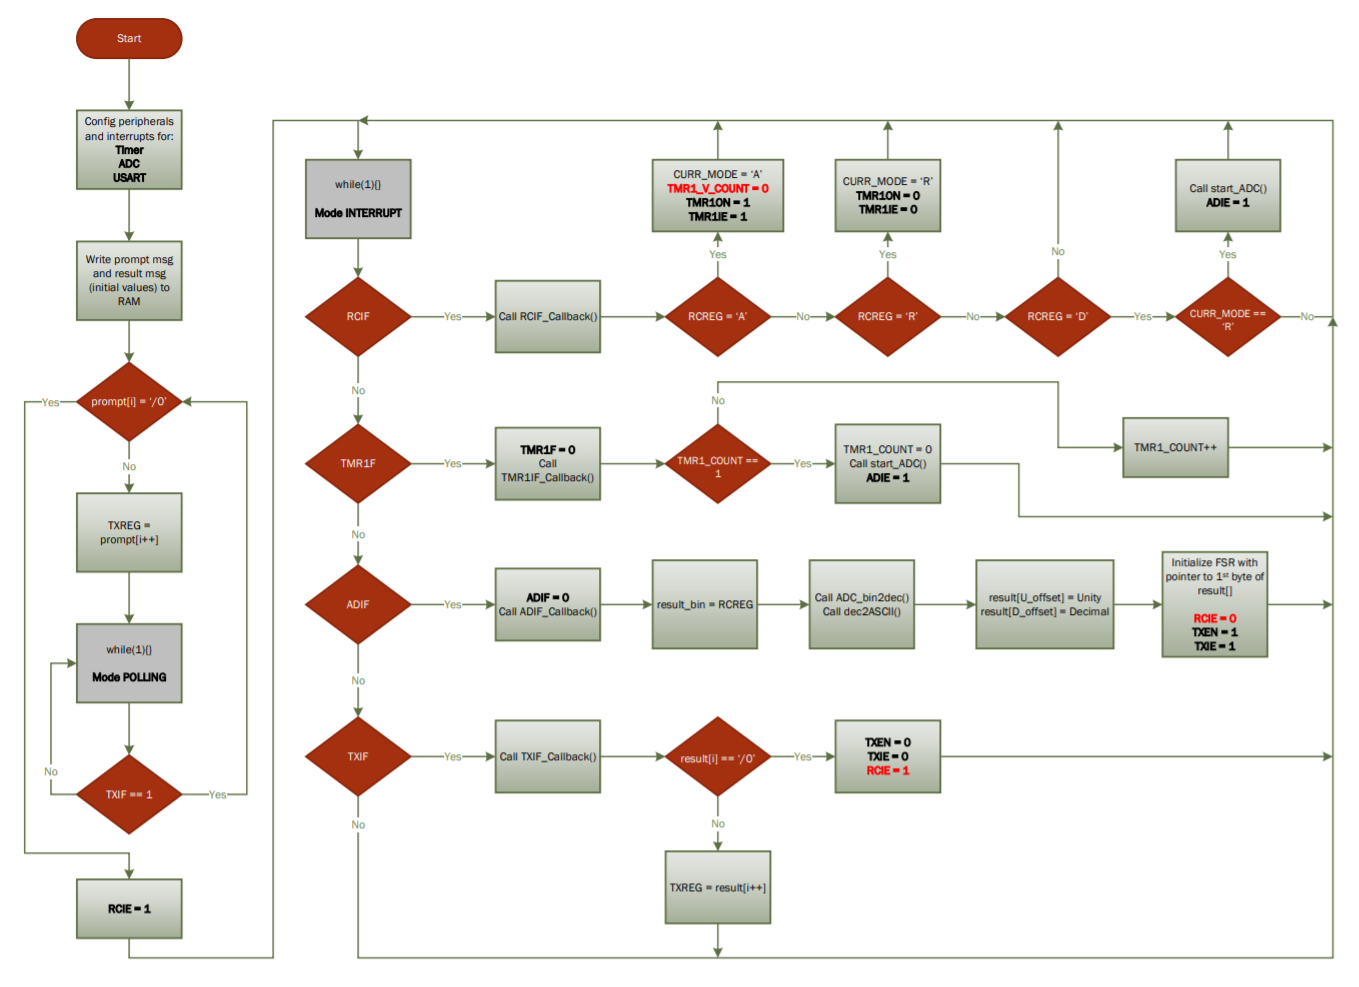 Start
Config peripherals
and interrupts for:
Timer
ADC
USART
Write prompt msg
and result msg
(initial values) to
RAM
prompt[i] = ‘/0’
Yes
No
TXREG =
prompt[i++]
while(1){}
Mode POLLING
No
TXIF == 1
Yes
RCIE = 1
while(1){}
Mode INTERRUPT
RCIF
Yes
Call RCIF_Callback()
RCREG = ‘A’
Yes
CURR_MODE = ‘A’
TMR1_V_COUNT = 0
TMR1ON = 1
TMR1IE = 1
No
RCREG = ‘R’
Yes
CURR_MODE = ‘R’
TMR1ON = 0
TMR1IE = 0
No
RCREG = ‘D’
No
Yes
CURR_MODE ==
‘R’
Yes
Call start_ADC()
ADIE = 1
No
No
TMR1F
Yes
TMR1F = 0
Call
TMR1IF_Callback()
TMR1_COUNT ==
1
No
TMR1_COUNT++
Yes
TMR1_COUNT = 0
Call start_ADC()
ADIE = 1
No
ADIF
Yes
ADIF = 0
Call ADIF_Callback()
result_bin = RCREG
Call ADC_bin2dec()
Call dec2ASCII()
result[U_offset] = Unity
result[D_offset] = Decimal
Initialize FSR with
pointer to 1st byte of
result[]
RCIE = 0
TXEN = 1
TXIE = 1
No
TXIF
Yes
Call TXIF_Callback()
result[i] == ‘/0’
Yes
TXEN = 0
TXIE = 0
RCIE = 1
No
No
TXREG = result[i++]